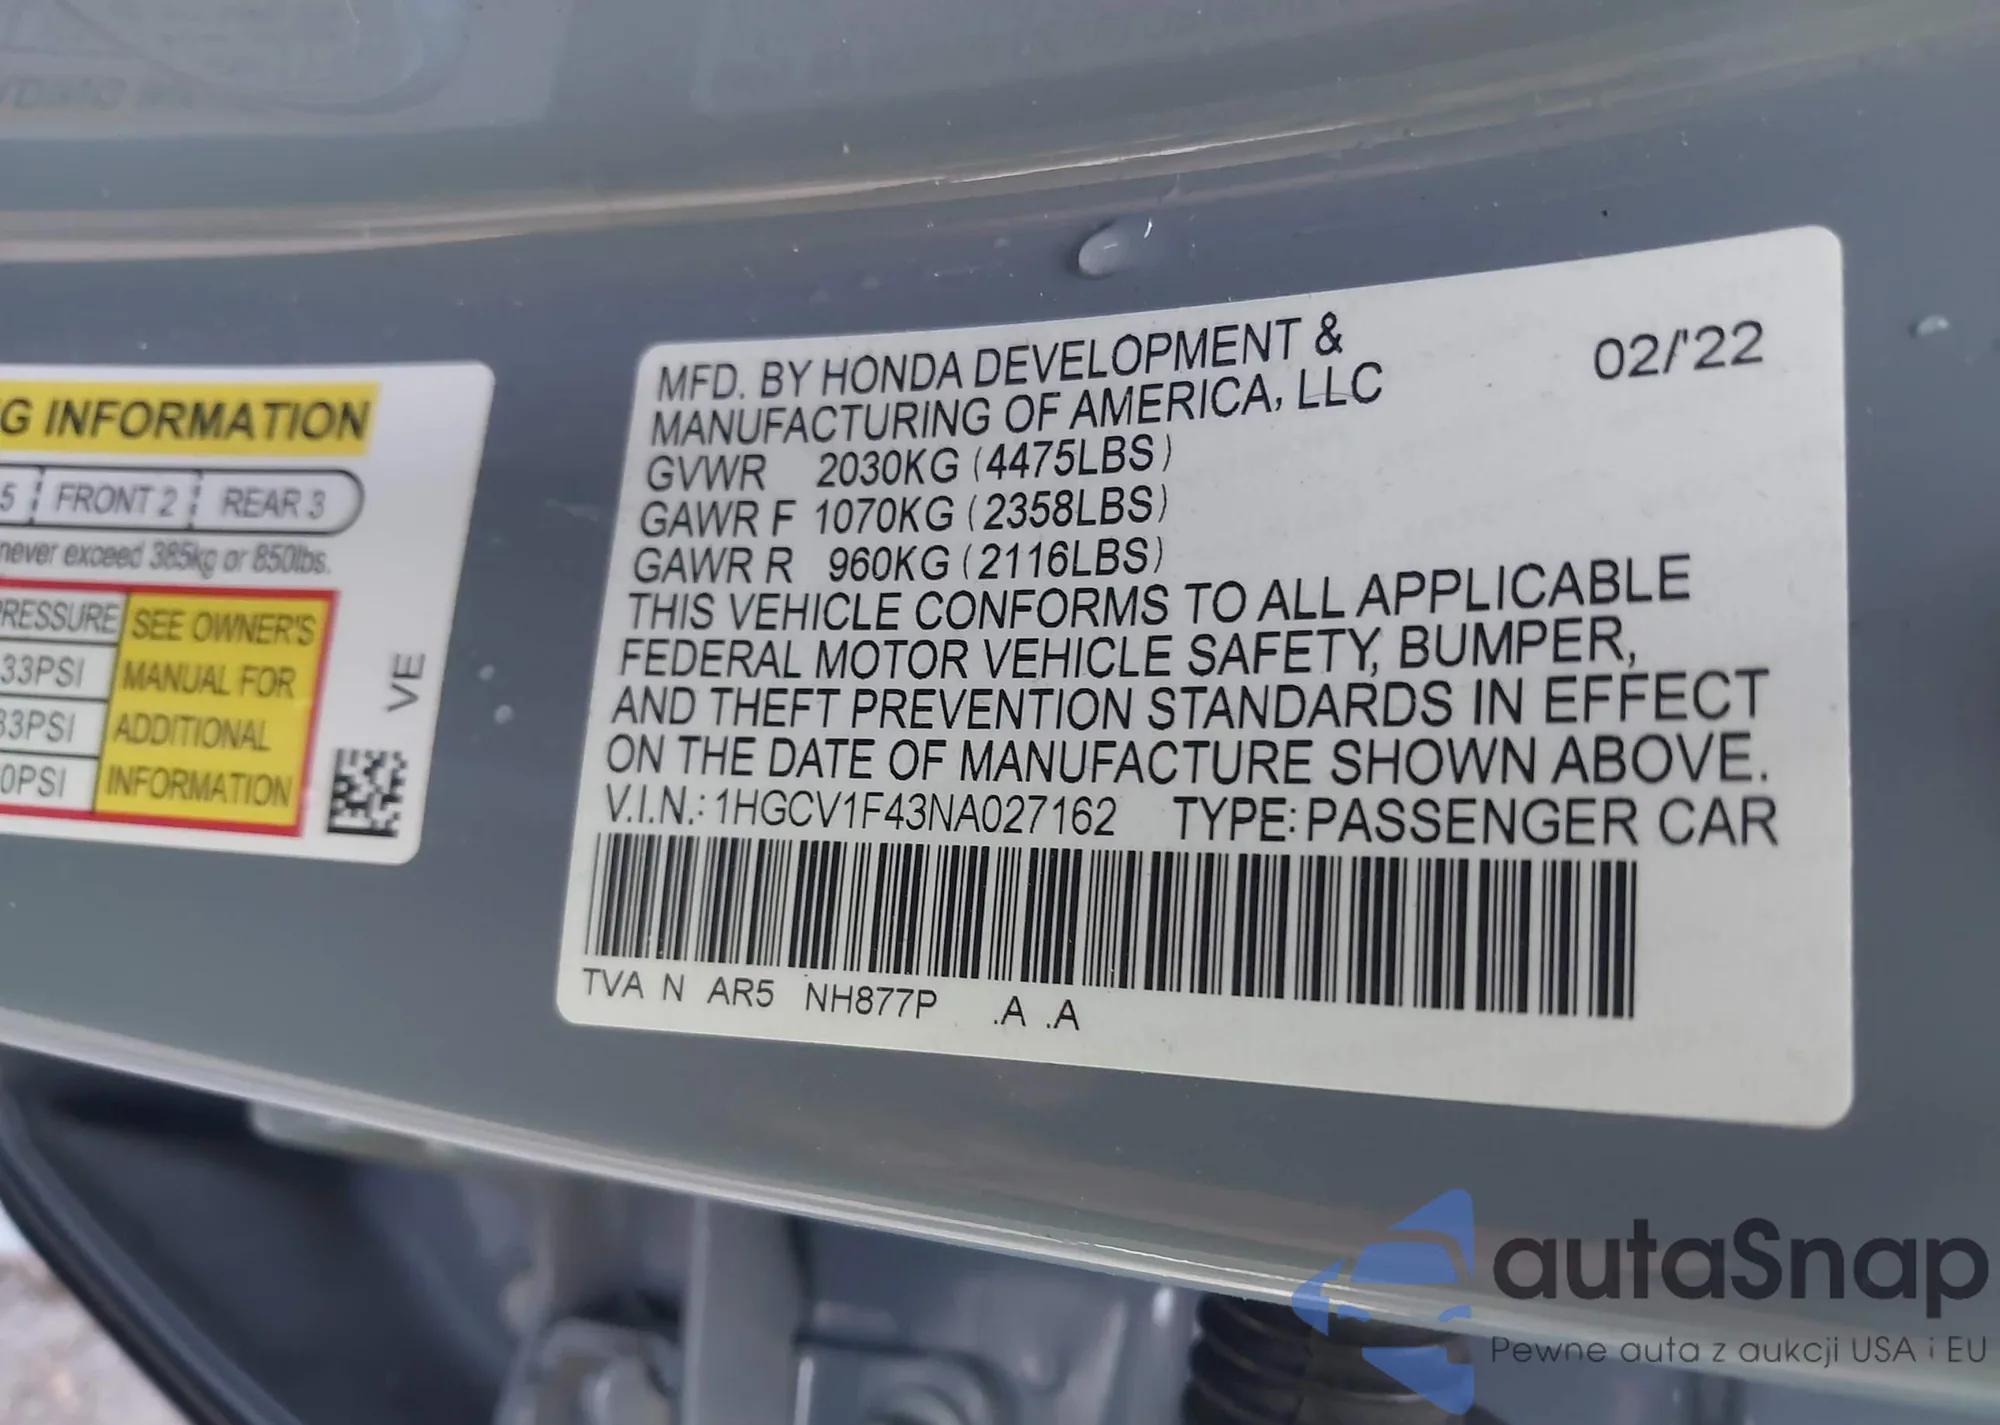 G INFORMATION
5 FRONT 2 REAR 3
never exceed 385kg or 850lbs.
PRESSURE SEE OWNER'S
33PSI MANUAL FOR
33PSI ADDITIONAL
0PSI INFORMATION
VE
MFD. BY HONDA DEVELOPMENT &
MANUFACTURING OF AMERICA, LLC
02/'22
GVWR 2030KG (4475LBS)
GAWR F 1070KG (2358LBS)
GAWR R 960KG (2116LBS)
THIS VEHICLE CONFORMS TO ALL APPLICABLE
FEDERAL MOTOR VEHICLE SAFETY, BUMPER,
AND THEFT PREVENTION STANDARDS IN EFFECT
ON THE DATE OF MANUFACTURE SHOWN ABOVE.
V.I.N.: 1HGCV1F43NA027162 TYPE: PASSENGER CAR
TVA N AR5 NH877P .A .A
autaSnap
Pewne auta z aukcji USA i EU